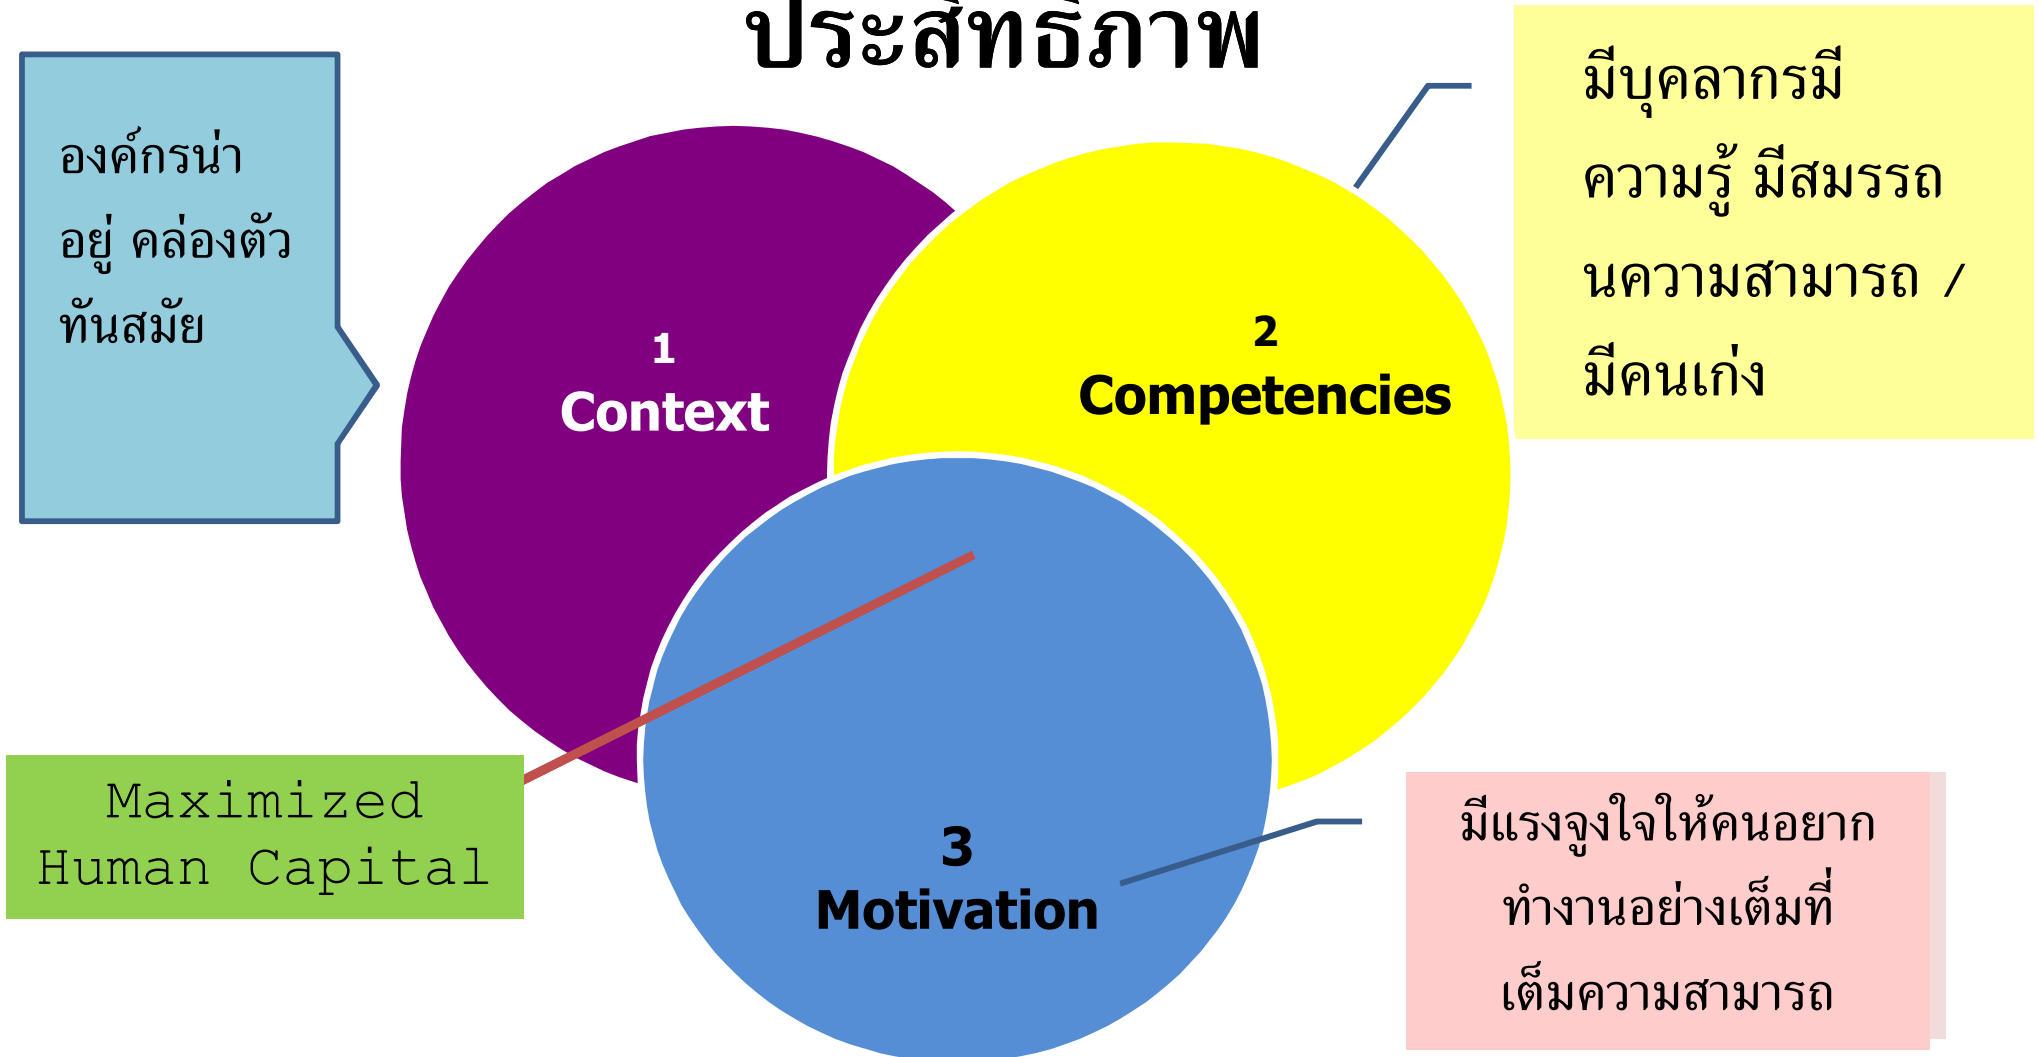 ประสิทธิภาพ
องค์กรน่า
อยู่ คล่องตัว
ทันสมัย
มีบุคลากรมี
ความรู้ มีสมรรถ
นความสามารถ /
มีคนเก่ง
1
Context
2
Competencies
Maximized
Human Capital
3
Motivation
มีแรงจูงใจให้คนอยาก
ทำงานอย่างเต็มที่
เต็มความสามารถ